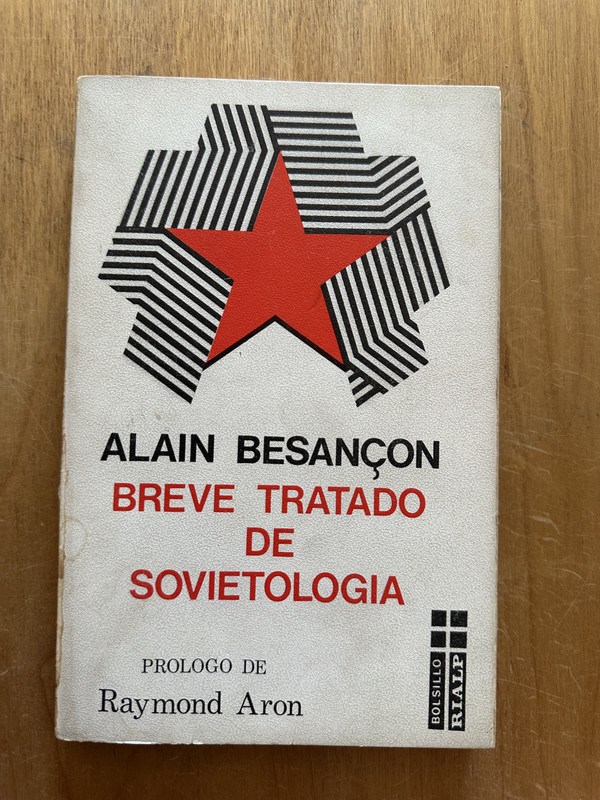 ALAIN BESANÇON
BREVE TRATADO
DE
SOVIETOLOGIA
PROLOGO DE
Raymond Aron
BOLSILLO
RIALP